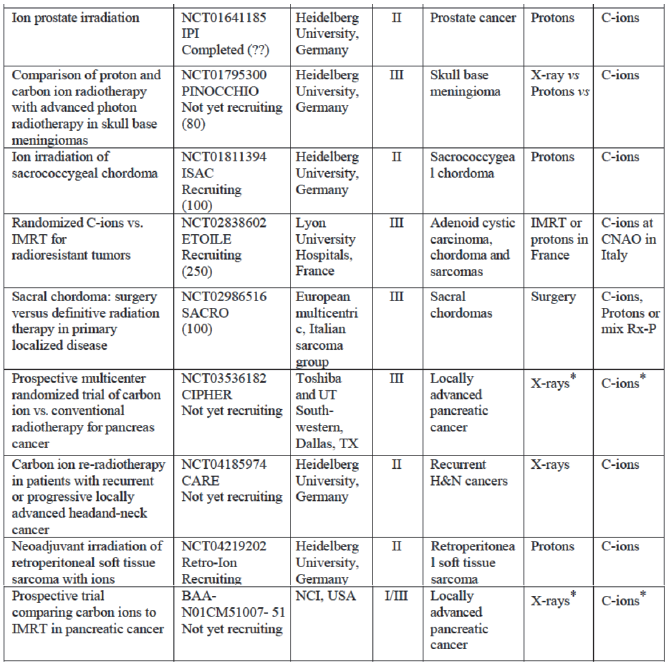 Ion prostate irradiation
NCT01641185
IPI
Completed (??)
Heidelberg
University,
Germany
II
Prostate cancer
Protons
C-ions
Comparison of proton and
carbon ion radiotherapy
with advanced photon
radiotherapy in skull base
meningiomas
NCT01795300
PINOCCHIO
Not yet recruiting
(80)
Heidelberg
University,
Germany
III
Skull base
meningioma
X-ray vs
Protons vs
C-ions
Ion irradiation of
sacrococcygeal chordoma
NCT01811394
ISAC
Recruiting
(100)
Heidelberg
University,
Germany
II
Sacrococcygea
l chordoma
Protons
C-ions
Randomized C-ions vs.
IMRT for
radioresistant tumors
NCT02838602
ETOILE
Recruiting
(250)
Lyon
University
Hospitals,
France
III
Adenoid cystic
carcinoma,
chordoma and
sarcomas
IMRT or
protons in
France
C-ions at
CNAO in
Italy
Sacral chordoma: surgery
versus definitive radiation
therapy in primary
localized disease
NCT02986516
SACRO
(100)
European
multicentri
c, Italian
sarcoma
group
III
Sacral
chordomas
Surgery
C-ions,
Protons or
mix Rx-P
Prospective multicenter
randomized trial of carbon
ion vs. conventional
radiotherapy for pancreas
cancer
NCT03536182
CIPHER
Not yet recruiting
Toshiba
and UT
South-
western,
Dallas, TX
III
Locally
advanced
pancreatic
cancer
X-rays*
C-ions*
Carbon ion re-radiotherapy
in patients with recurrent
or progressive locally
advanced headand-neck
cancer
NCT04185974
CARE
Not yet recruiting
Heidelberg
University,
Germany
II
Recurrent
H&N cancers
X-rays
C-ions
Neoadjuvant irradiation of
retroperitoneal soft tissue
sarcoma with ions
NCT04219202
Retro-Ion
Recruiting
Heidelberg
University,
Germany
II
Retroperitonea
l soft tissue
sarcoma
Protons
C-ions
Prospective trial
comparing carbon ions to
IMRT in pancreatic cancer
BAA-
N01CM51007- 51
Not yet recruiting
NCI, USA
I/III
Locally
advanced
pancreatic
cancer
X-rays*
C-ions*